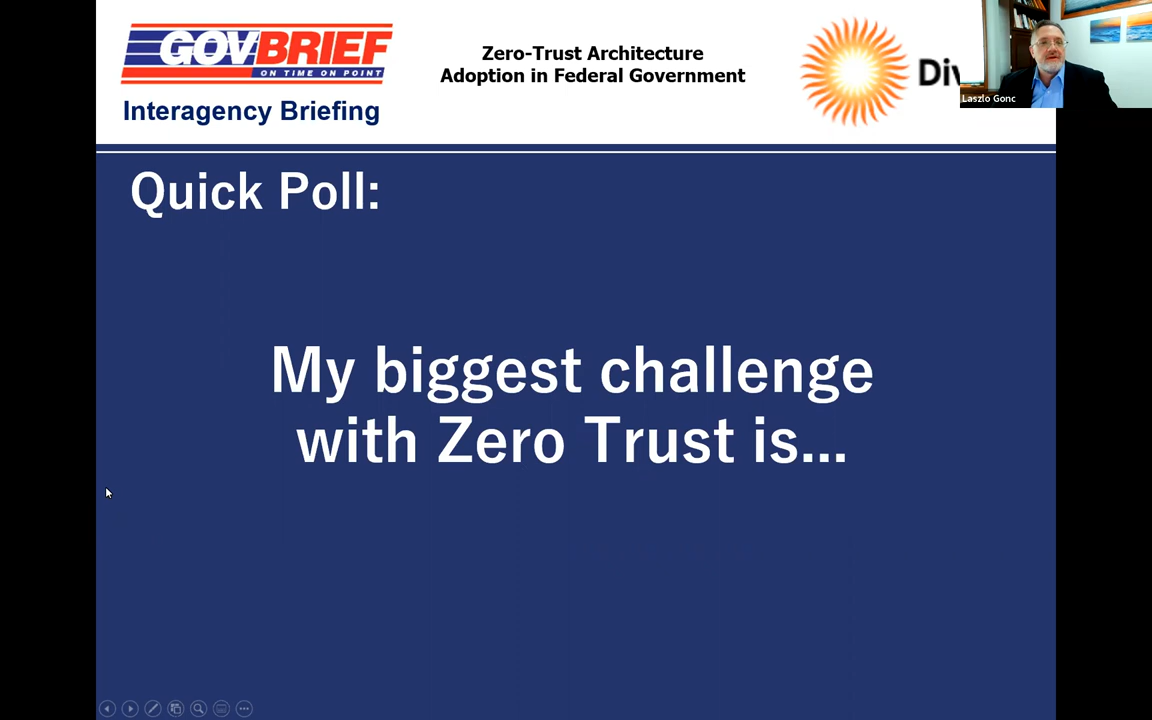 GOVBRIEF
ON TIME ON POINT
Interagency Briefing
Zero-Trust Architecture
Adoption in Federal Government
Laszlo Gonc
Quick Poll:
My biggest challenge
with Zero Trust is...